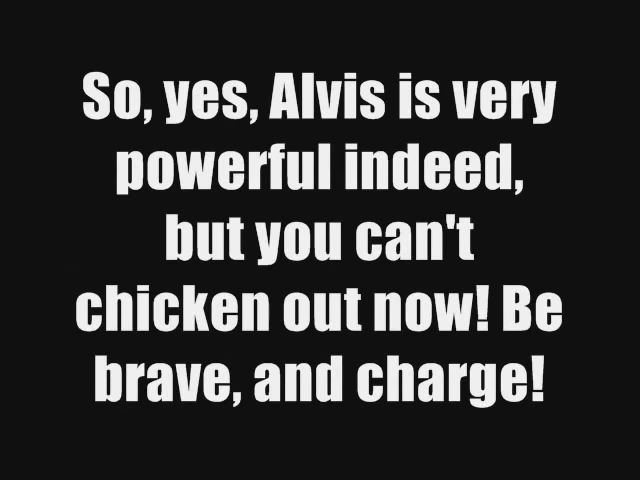 So, yes, Alvis is very
powerful indeed,
but you can't
chicken out now! Be
brave, and charge!